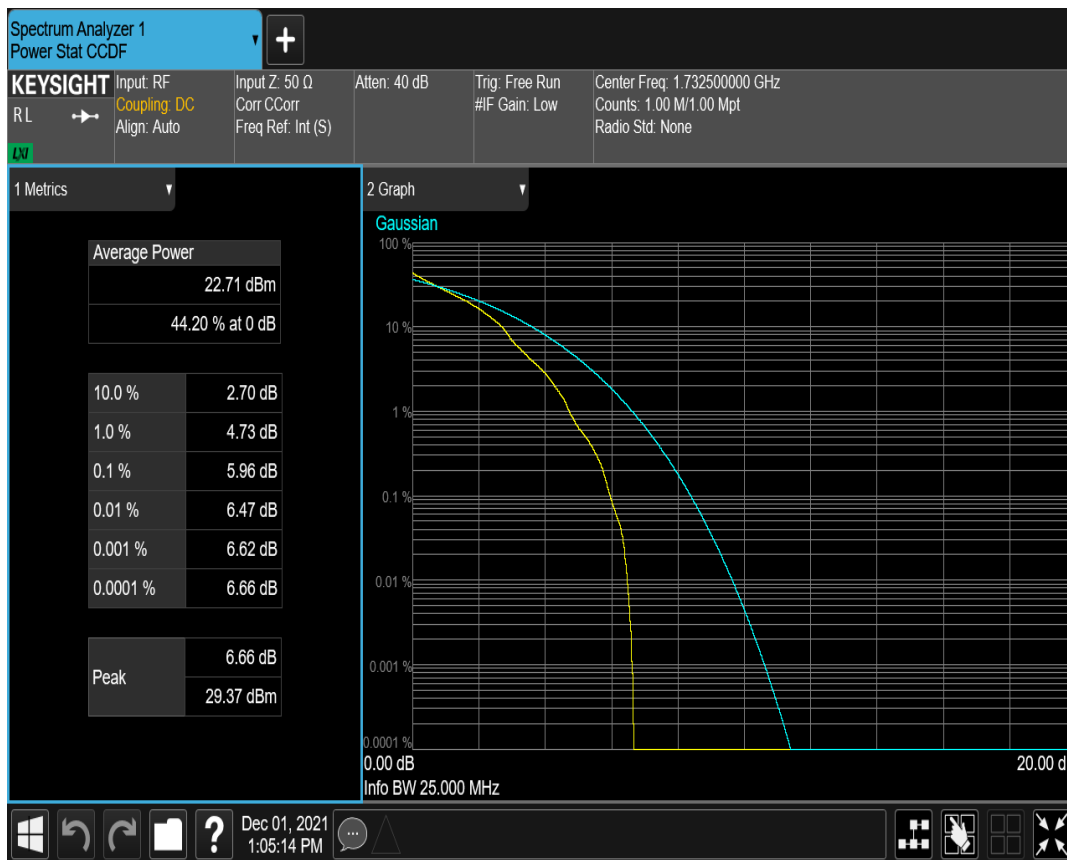 Spectrum Analyzer 1
Power Stat CCDF
+
KEYSIGHT
RL
LXI
Input: RF
Coupling: DC
Align: Auto
Input Z: 50 Ω
Corr CCorr
Freq Ref: Int (S)
Atten: 40 dB
Trig: Free Run
#IF Gain: Low
Center Freq: 1.732500000 GHz
Counts: 1.00 M/1.00 Mpt
Radio Std: None
1 Metrics
Average Power
22.71 dBm
44.20 % at 0 dB
10.0 % 2.70 dB
1.0 % 4.73 dB
0.1 % 5.96 dB
0.01 % 6.47 dB
0.001 % 6.62 dB
0.0001 % 6.66 dB
Peak
6.66 dB
29.37 dBm
2 Graph
Gaussian
100 %
10 %
1 %
0.1 %
0.01 %
0.001 %
0.0001 %
0.00 dB 20.00 d
Info BW 25.000 MHz
?
Dec 01, 2021
1:05:14 PM